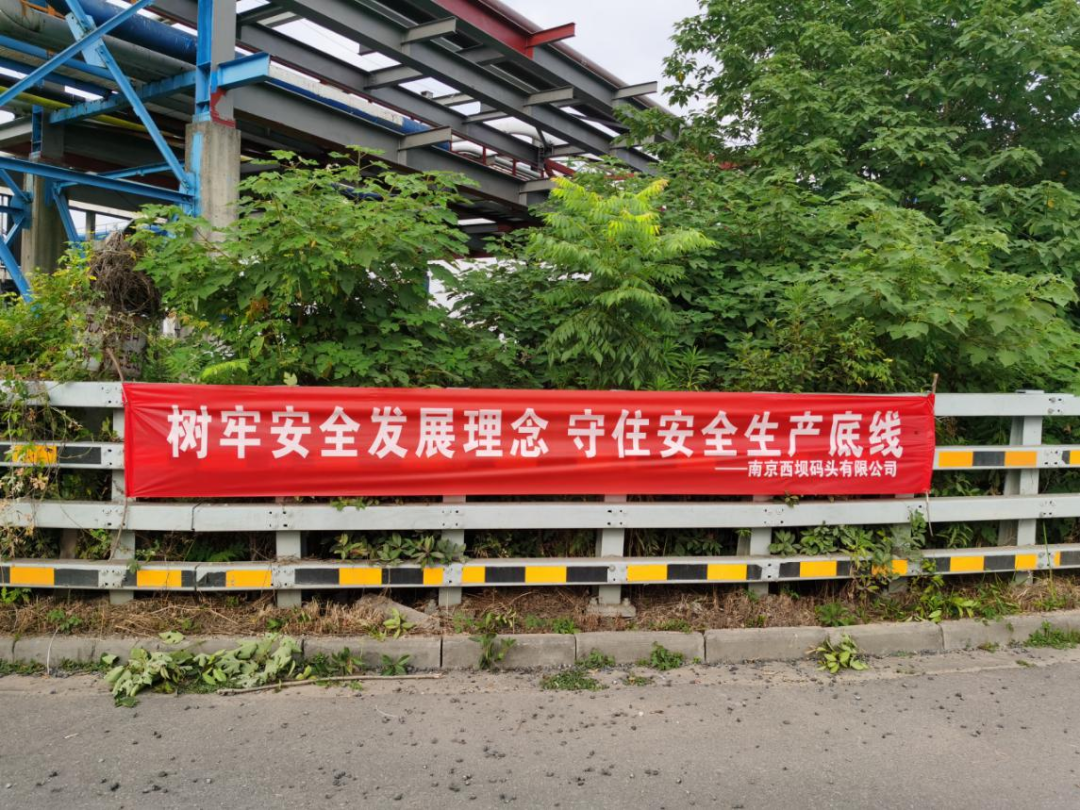 树牢安全发展理念 守住安全生产底线
——南京西坝码头有限公司